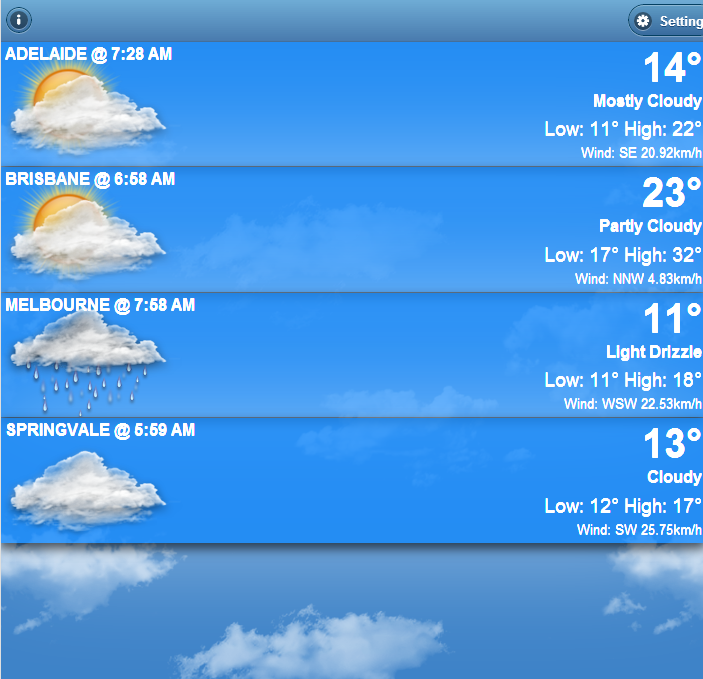 Setting
ADELAIDE @ 7:28 AM
14°
Mostly Cloudy
Low: 11° High: 22°
Wind: SE 20.92km/h
BRISBANE @ 6:58 AM
23°
Partly Cloudy
Low: 17° High: 32°
Wind: NNW 4.83km/h
MELBOURNE @ 7:58 AM
11°
Light Drizzle
Low: 11° High: 18°
Wind: WSW 22.53km/h
SPRINGVALE @ 5:59 AM
13°
Cloudy
Low: 12° High: 17°
Wind: SW 25.75km/h